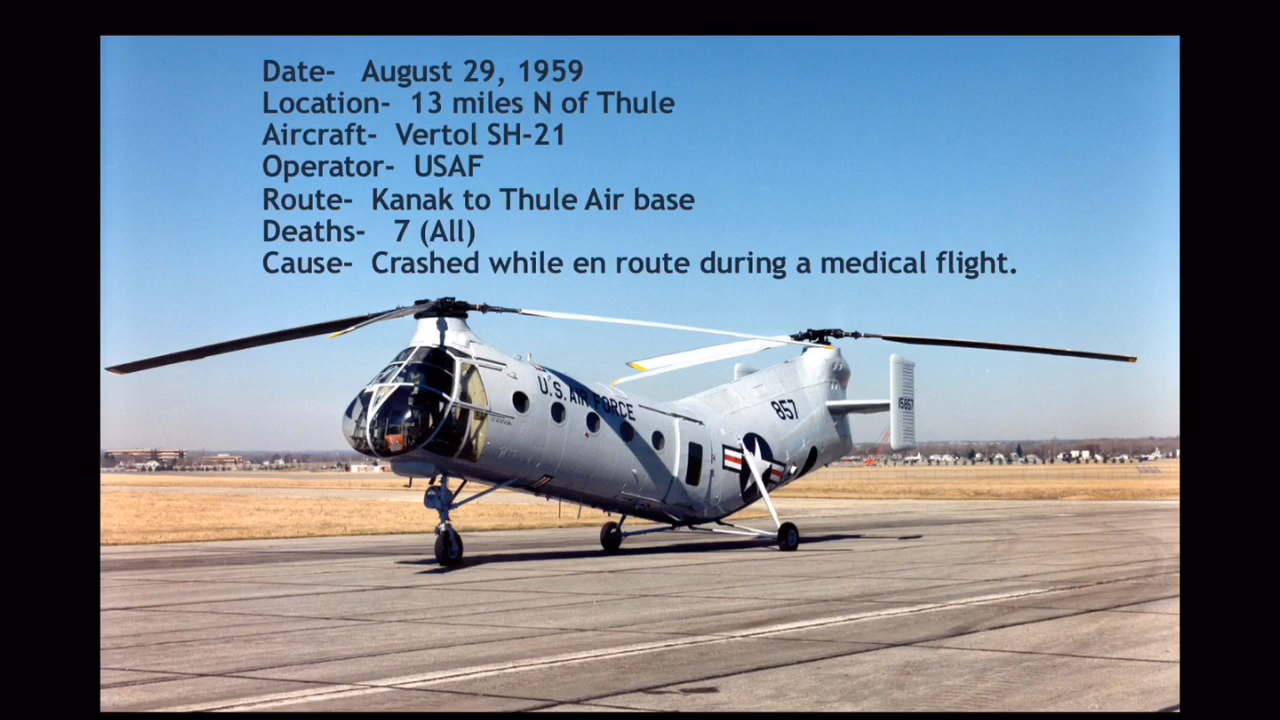 Date- August 29, 1959
Location- 13 miles N of Thule
Aircraft- Vertol SH-21
Operator- USAF
Route- Kanak to Thule Air base
Deaths- 7 (All)
Cause- Crashed while en route during a medical flight.
U.S. AIR FORCE
857
15857